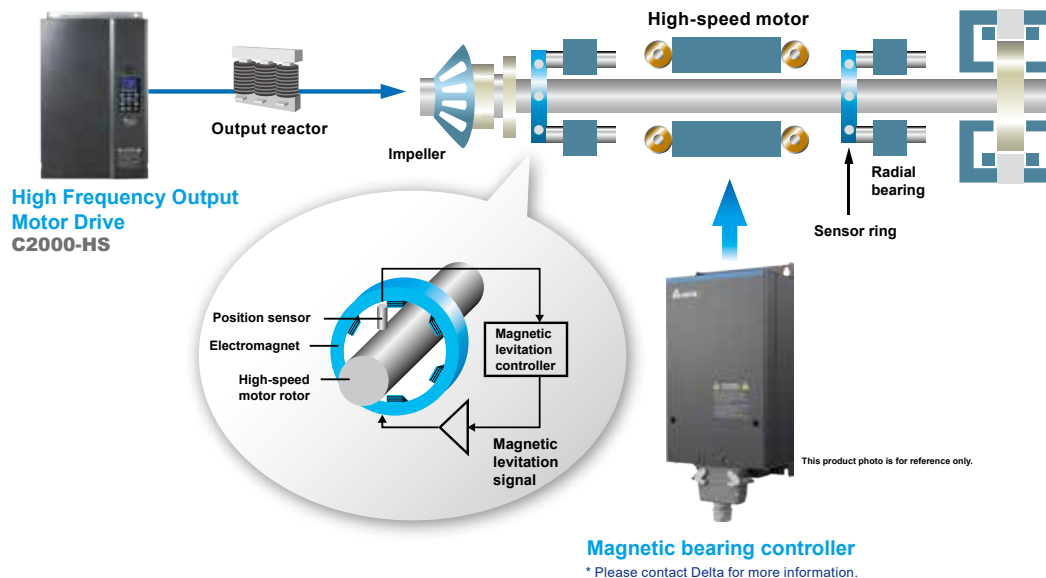 High-speed motor
Output reactor
Impeller
Radial
bearing
Sensor ring
High Frequency Output
Motor Drive
C2000-HS
Position sensor
Electromagnet
High-speed
motor rotor
Magnetic
levitation
controller
Magnetic
levitation
signal
This product photo is for reference only.
Magnetic bearing controller
* Please contact Delta for more information.